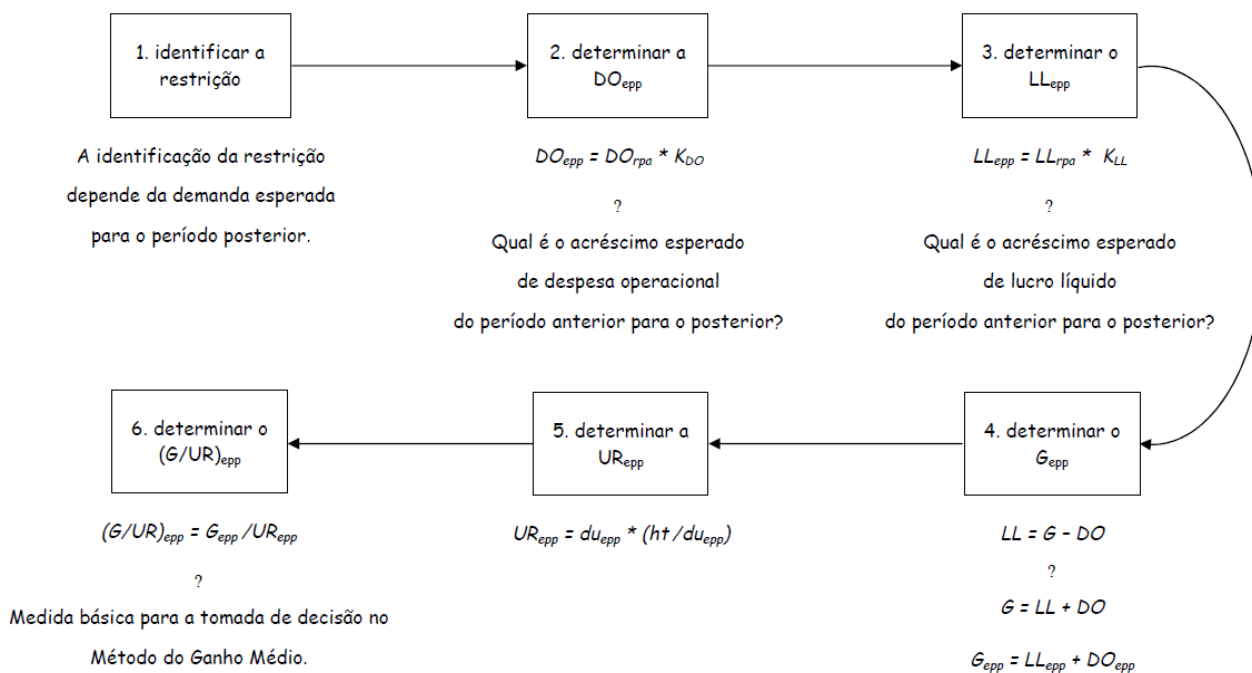 1. identificar a
restrição
A identificação da restrição
depende da demanda esperada
para o período posterior.
2. determinar a
DOepp
DOepp = DOrpa * KDO
?
Qual é o acréscimo esperado
de despesa operacional
do período anterior para o posterior?
3. determinar o
LLepp
LLepp = LLrpa * KLL
?
Qual é o acréscimo esperado
de lucro líquido
do período anterior para o posterior?
4. determinar o
Gepp
LL = G – DO
?
G = LL + DO
Gepp = LLepp + DOepp
5. determinar a
URepp
URepp = duepp * (ht/duepp)
6. determinar o
(G/UR)epp
(G/UR)epp = Gepp/URepp
?
Medida básica para a tomada de decisão no
Método do Ganho Médio.